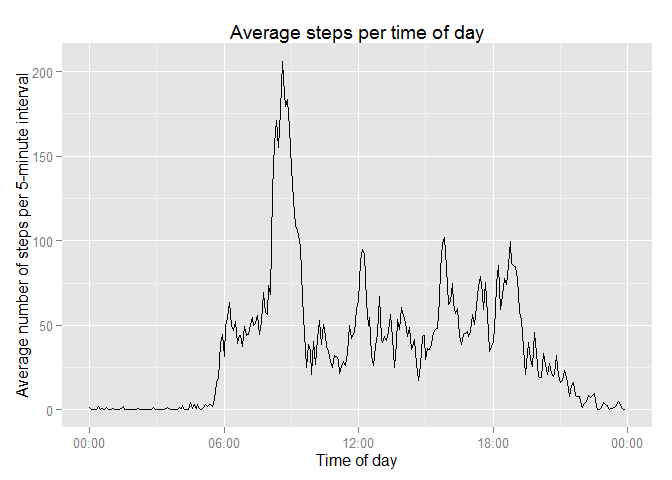 Average steps per time of day
Average number of steps per 5-minute interval
200
150
100
50
0
00:00 06:00 12:00 18:00 00:00
Time of day